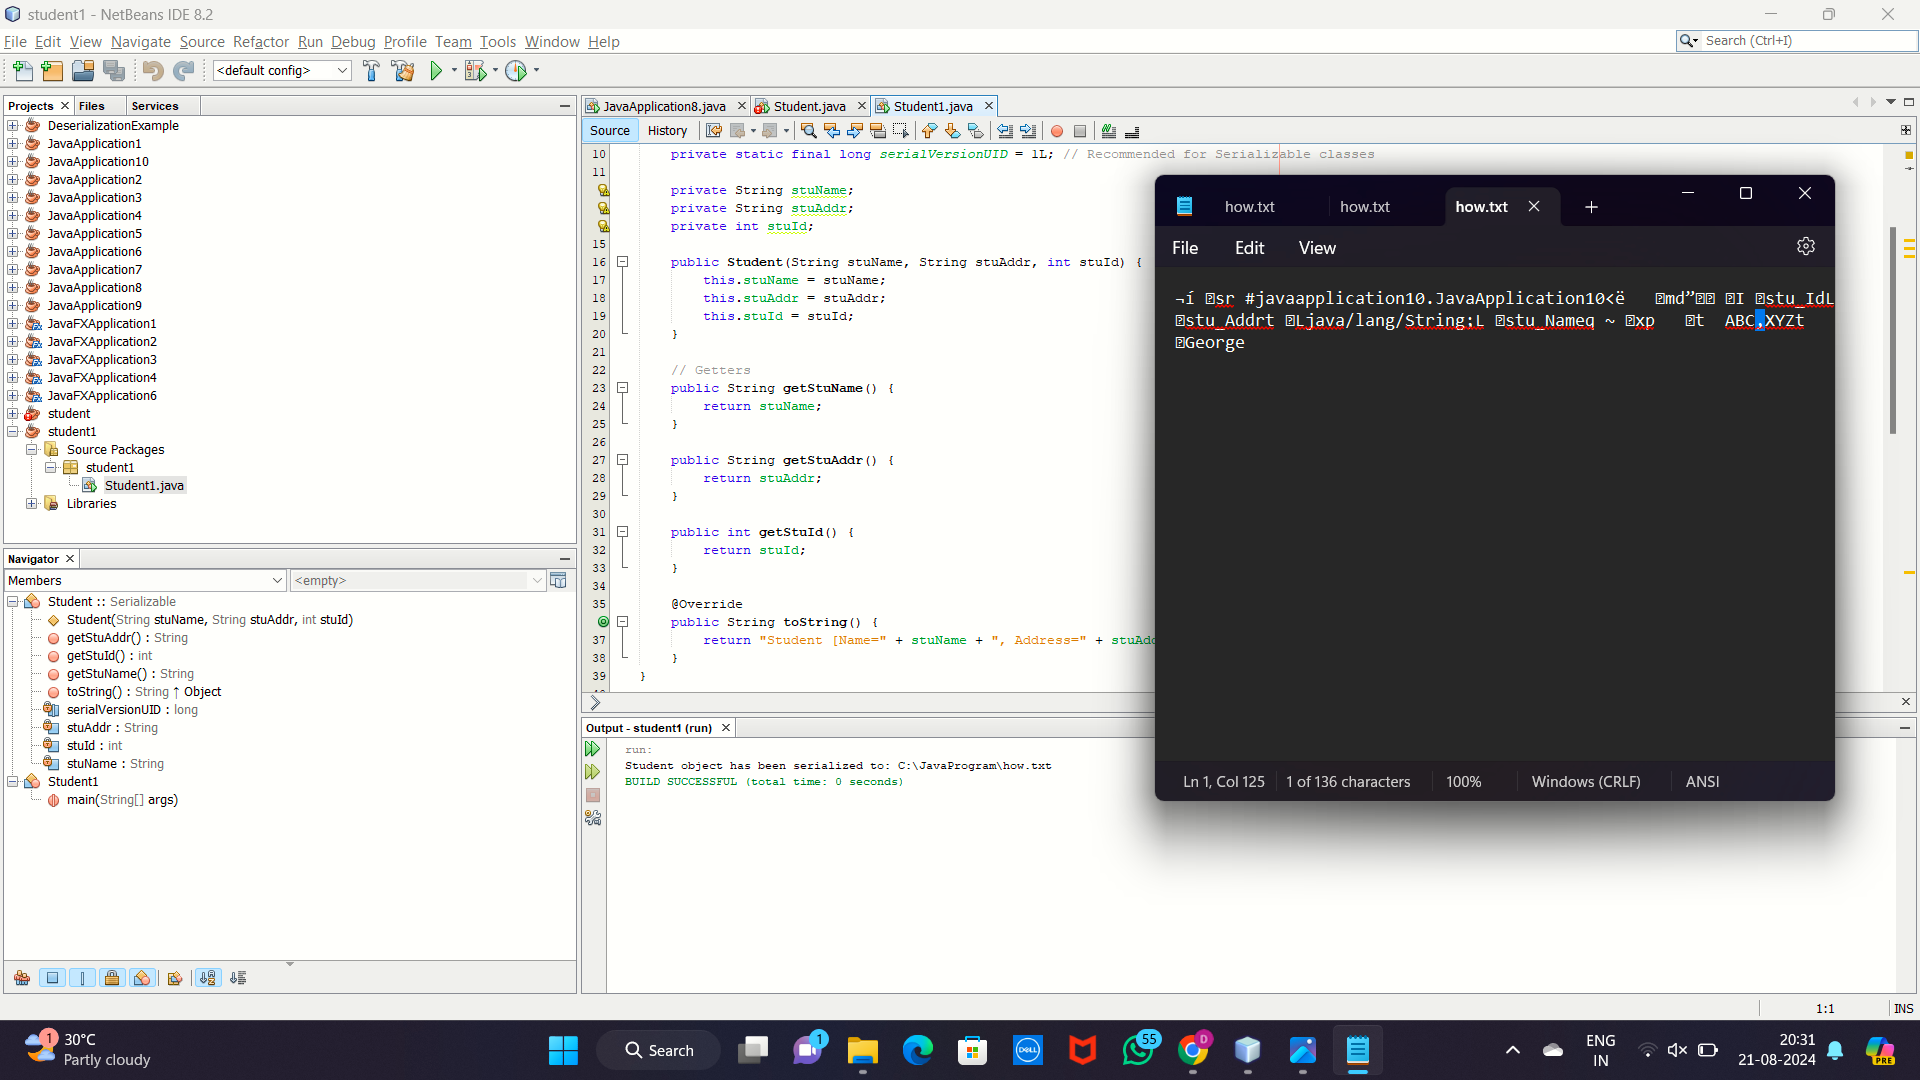 student1 - NetBeans IDE 8.2
File Edit View Navigate Source Refactor Run Debug Profile Team Tools Window Help
Search (Ctrl+I)
<default config>
Projects Files Services
DeserializationExample
JavaApplication1
JavaApplication10
JavaApplication2
JavaApplication3
JavaApplication4
JavaApplication5
JavaApplication6
JavaApplication7
JavaApplication8
JavaApplication9
JavaFXApplication1
JavaFXApplication2
JavaFXApplication3
JavaFXApplication4
JavaFXApplication6
student
student1
Source Packages
student1
Student1.java
Libraries
Navigator
Members <empty>
Student :: Serializable
Student(String stuName, String stuAddr, int stuId)
getStuAddr() : String
getStuId() : int
getStuName() : String
toString() : String ↑ Object
serialVersionUID : long
stuAddr : String
stuId : int
stuName : String
Student1
main(String[] args)
JavaApplication8.java Student.java Student1.java
Source History
10 private static final long serialVersionUID = 1L; // Recommended for Serializable classes
11
private String stuName;
private String stuAddr;
private int stuId;
15
16 public Student(String stuName, String stuAddr, int stuId) {
17 this.stuName = stuName;
18 this.stuAddr = stuAddr;
19 this.stuId = stuId;
20 }
21
22 // Getters
23 public String getStuName() {
24 return stuName;
25 }
26
27 public String getStuAddr() {
28 return stuAddr;
29 }
30
31 public int getStuId() {
32 return stuId;
33 }
34
35 @Override
public String toString() {
37 return "Student [Name=" + stuName + ", Address=" + stuAdd
38 }
39 }
Output - student1 (run)
run:
Student object has been serialized to: C:\JavaProgram\how.txt
BUILD SUCCESSFUL (total time: 0 seconds)
how.txt how.txt how.txt
File Edit View
¬í sr #javaapplication10.JavaApplication10<ë md” I stu_IdL
stu_Addrt Ljava/lang/String;L stu_Nameq ~ xp t ABC,XYZt
George
Ln 1, Col 125 1 of 136 characters 100% Windows (CRLF) ANSI
1:1 INS
1 30°C
Partly cloudy
Search
1
DELL
55
D
ENG
IN
20:31
21-08-2024
PRE